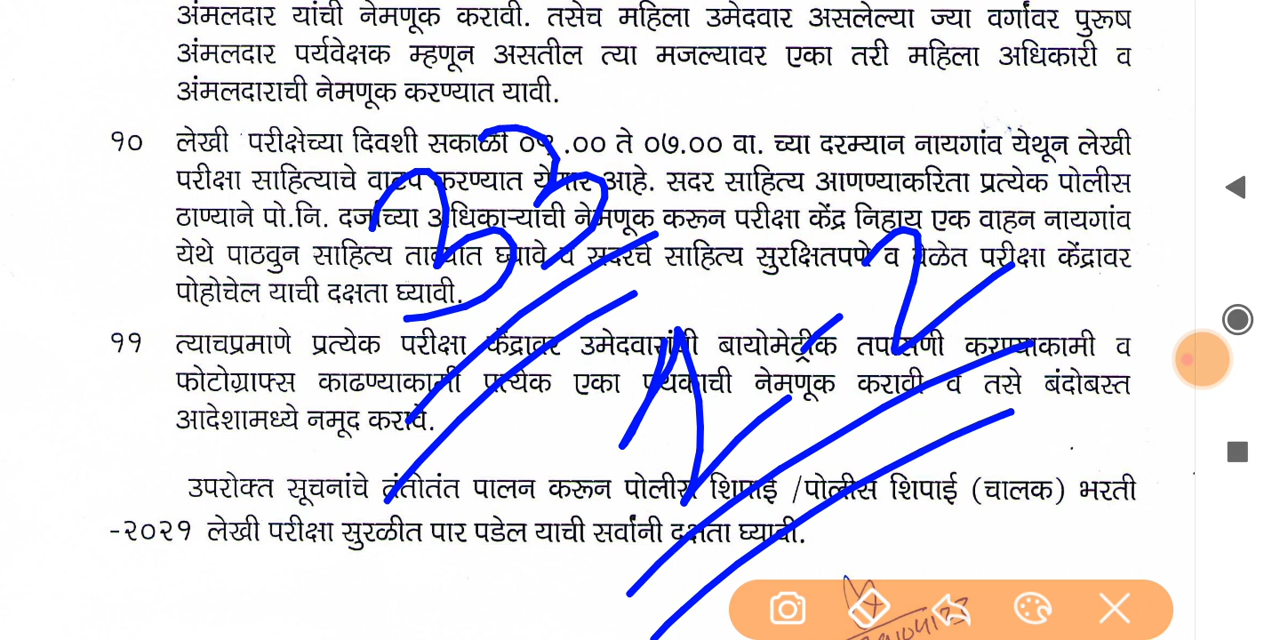 अंमलदार यांची नेमणूक करावी. तसेच महिला उमेदवार असलेल्या ज्या वर्गांवर पुरूष
अंमलदार पर्यवेक्षक म्हणून असतील त्या मजल्यावर एका तरी महिला अधिकारी व
अंमलदाराची नेमणूक करण्यात यावी.
१० लेखी परीक्षेच्या दिवशी सकाळी .०० ते ०७.०० वा. च्या दरम्यान नायगांव येथून लेखी
परीक्षा साहित्याचे वाटप करण्यात येणार आहे. सदर साहित्य आणण्याकरिता प्रत्येक पोलीस
ठाण्याने पो.नि. दर्जाच्या अधिकाऱ्यांची नेमणूक करून परीक्षा केंद्र निहाय एक वाहन नायगांव
येथे पाठवुन साहित्य ताब्यात घ्यावे व सदरचे साहित्य सुरक्षितपणे व वेळेत परीक्षा केंद्रावर
पोहोचेल याची दक्षता घ्यावी.
११ त्याचप्रमाणे प्रत्येक परीक्षा केंद्रावर उमेदवारांची बायोमेट्रीक तपासणी करण्याकामी व
फोटोग्राफ्स काढण्याकामी प्रत्येक एका पथकाची नेमणूक करावी व तसे बंदोबस्त
आदेशामध्ये नमूद करावे.
उपरोक्त सूचनांचे तंतोतंत पालन करून पोलीस शिपाई /पोलीस शिपाई (चालक) भरती
-२०२१ लेखी परीक्षा सुरळीत पार पडेल याची सर्वांनी दक्षता घ्यावी.